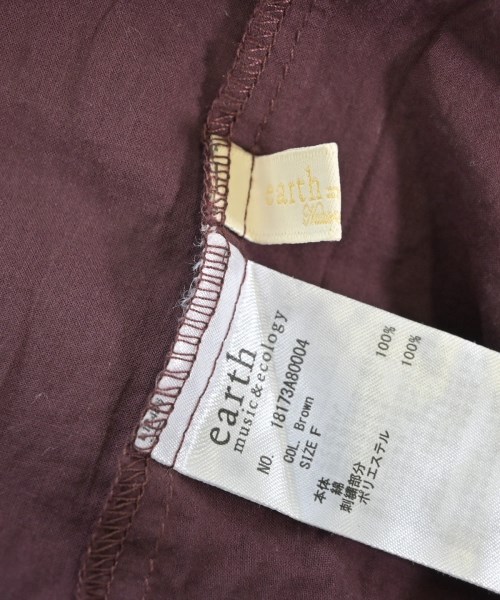 earth
earth
music&ecology
NO. 18173A80004
COL. Brown
SIZE F
本体
綿 100%
刺繍部分
ポリエステル 100%